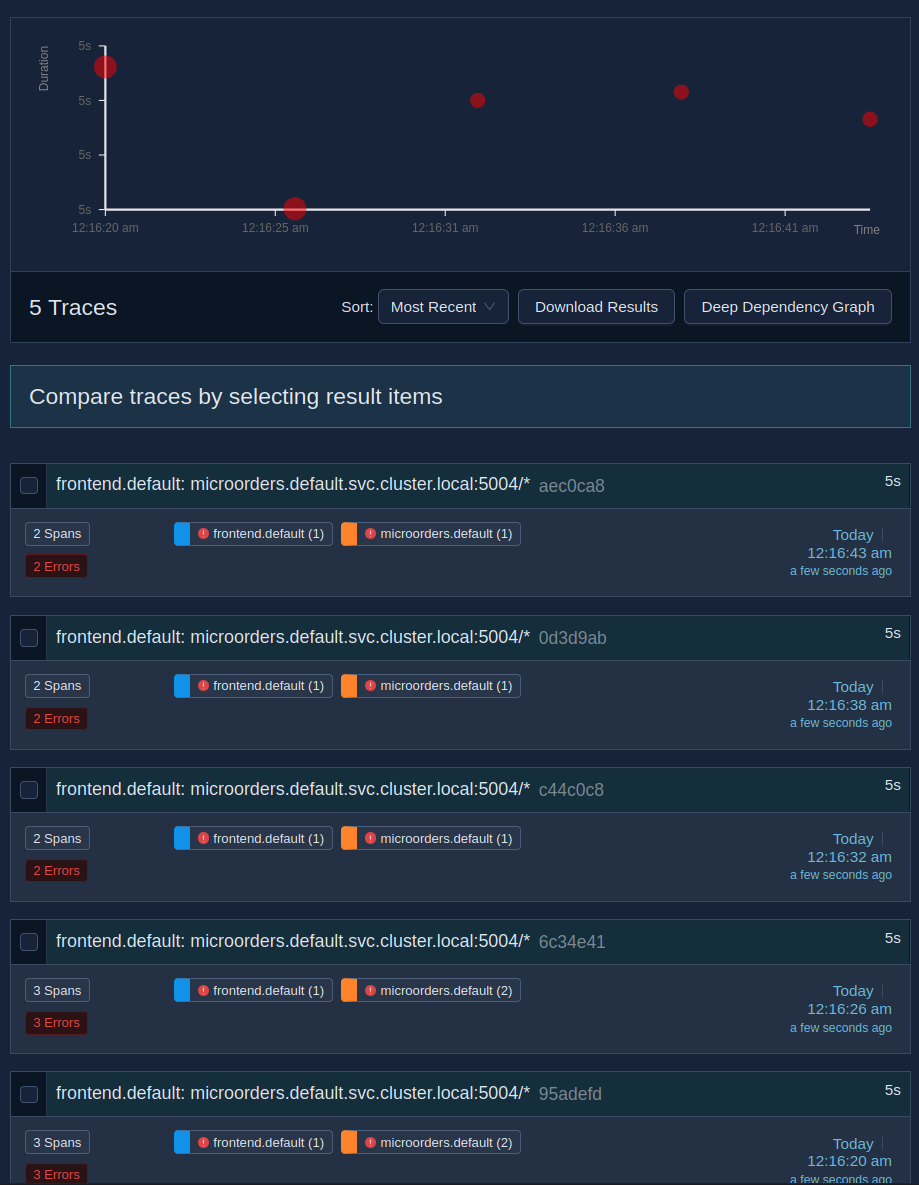 Duration
5s
5s
5s
5s
12:16:20 am 12:16:25 am 12:16:31 am 12:16:36 am 12:16:41 am Time
5 Traces Sort: Most Recent Download Results Deep Dependency Graph
Compare traces by selecting result items
frontend.default: microorders.default.svc.cluster.local:5004/* aec0ca8 5s
2 Spans frontend.default (1) microorders.default (1) Today
12:16:43 am
2 Errors a few seconds ago
frontend.default: microorders.default.svc.cluster.local:5004/* 0d3d9ab 5s
2 Spans frontend.default (1) microorders.default (1) Today
12:16:38 am
2 Errors a few seconds ago
frontend.default: microorders.default.svc.cluster.local:5004/* c44c0c8 5s
2 Spans frontend.default (1) microorders.default (1) Today
12:16:32 am
2 Errors a few seconds ago
frontend.default: microorders.default.svc.cluster.local:5004/* 6c34e41 5s
3 Spans frontend.default (1) microorders.default (2) Today
12:16:26 am
3 Errors a few seconds ago
frontend.default: microorders.default.svc.cluster.local:5004/* 95adefd 5s
3 Spans frontend.default (1) microorders.default (2) Today
12:16:20 am
3 Errors a few seconds ago